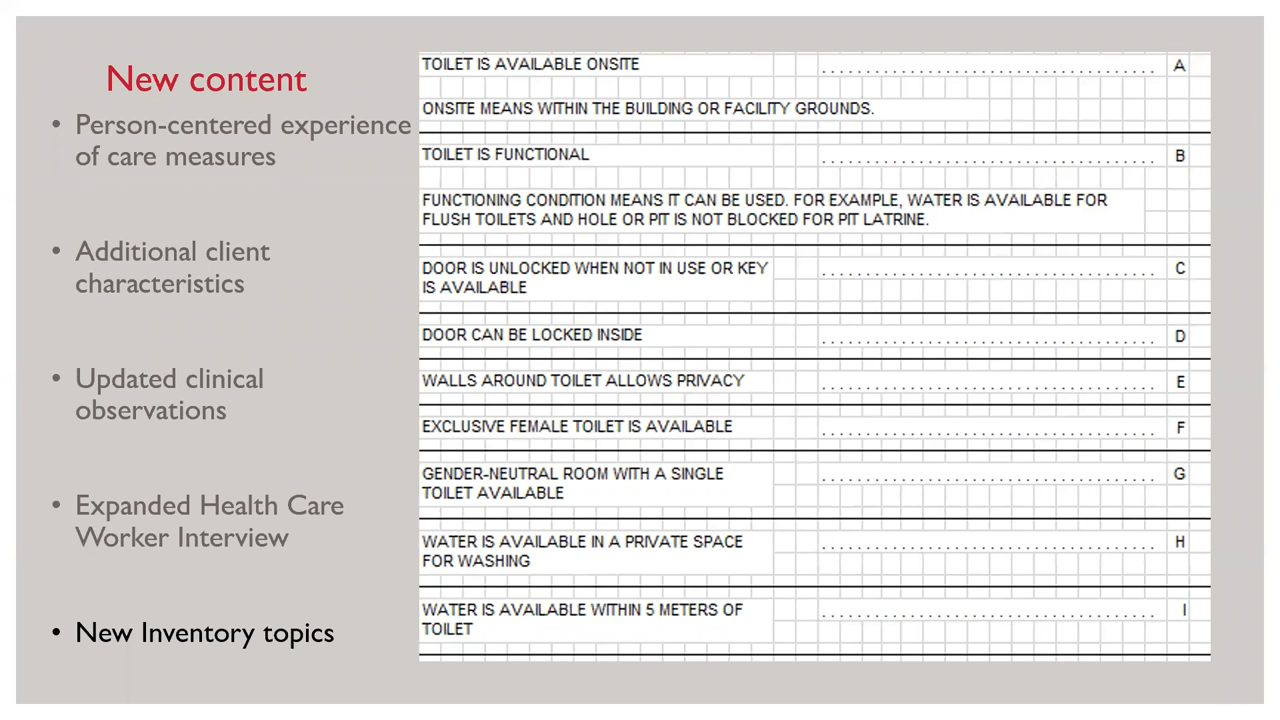 New content
• Person-centered experience
of care measures
• Additional client
characteristics
• Updated clinical
observations
• Expanded Health Care
Worker Interview
• New Inventory topics
TOILET IS AVAILABLE ONSITE ........................................ A
ONSITE MEANS WITHIN THE BUILDING OR FACILITY GROUNDS.
TOILET IS FUNCTIONAL ........................................ B
FUNCTIONING CONDITION MEANS IT CAN BE USED. FOR EXAMPLE, WATER IS AVAILABLE FOR
FLUSH TOILETS AND HOLE OR PIT IS NOT BLOCKED FOR PIT LATRINE.
DOOR IS UNLOCKED WHEN NOT IN USE OR KEY ........................................ C
IS AVAILABLE
DOOR CAN BE LOCKED INSIDE ........................................ D
WALLS AROUND TOILET ALLOWS PRIVACY ........................................ E
EXCLUSIVE FEMALE TOILET IS AVAILABLE ........................................ F
GENDER-NEUTRAL ROOM WITH A SINGLE ........................................ G
TOILET AVAILABLE
WATER IS AVAILABLE IN A PRIVATE SPACE ........................................ H
FOR WASHING
WATER IS AVAILABLE WITHIN 5 METERS OF ........................................ I
TOILET